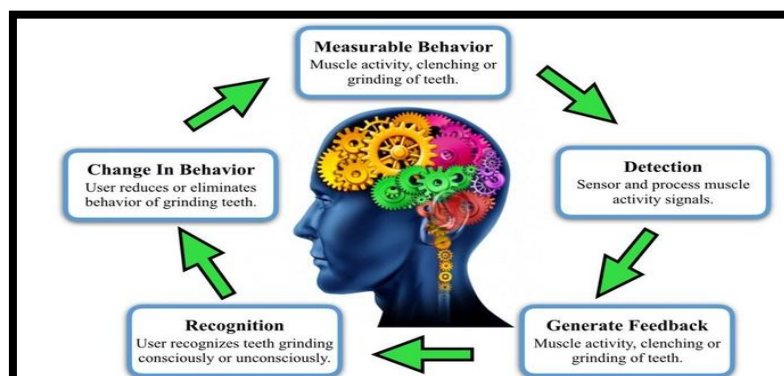 Measurable Behavior
Muscle activity, clenching or
grinding of teeth.
Detection
Sensor and process muscle
activity signals.
Generate Feedback
Muscle activity, clenching or
grinding of teeth.
Recognition
User recognizes teeth grinding
consciously or unconsciously.
Change In Behavior
User reduces or eliminates
behavior of grinding teeth.